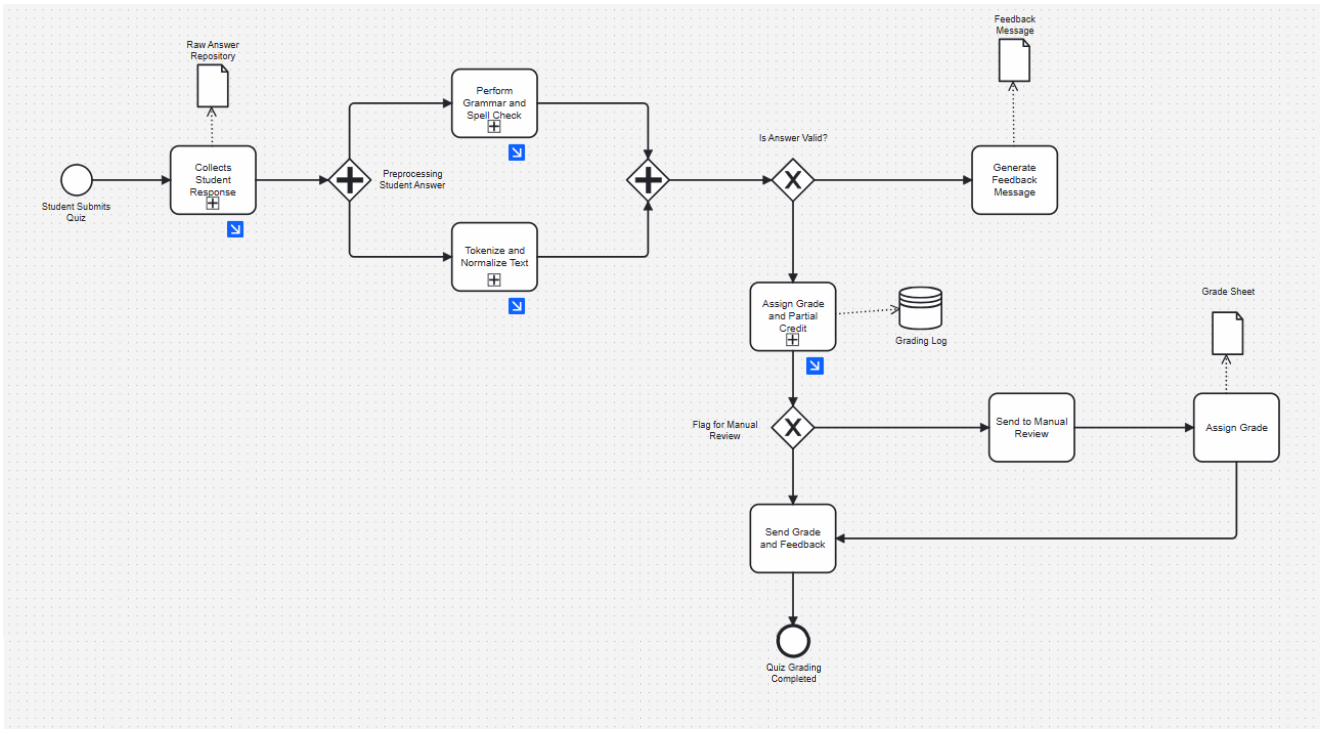 Raw Answer
Repository
Feedback
Message
Perform
Grammar and
Spell Check
Is Answer Valid?
Collects
Student
Response
Preprocessing
Student Answer
Generate
Feedback
Message
Student Submits
Quiz
Tokenize and
Normalize Text
Assign Grade
and Partial
Credit
Grading Log
Grade Sheet
Flag for Manual
Review
Send to Manual
Review
Assign Grade
Send Grade
and Feedback
Quiz Grading
Completed